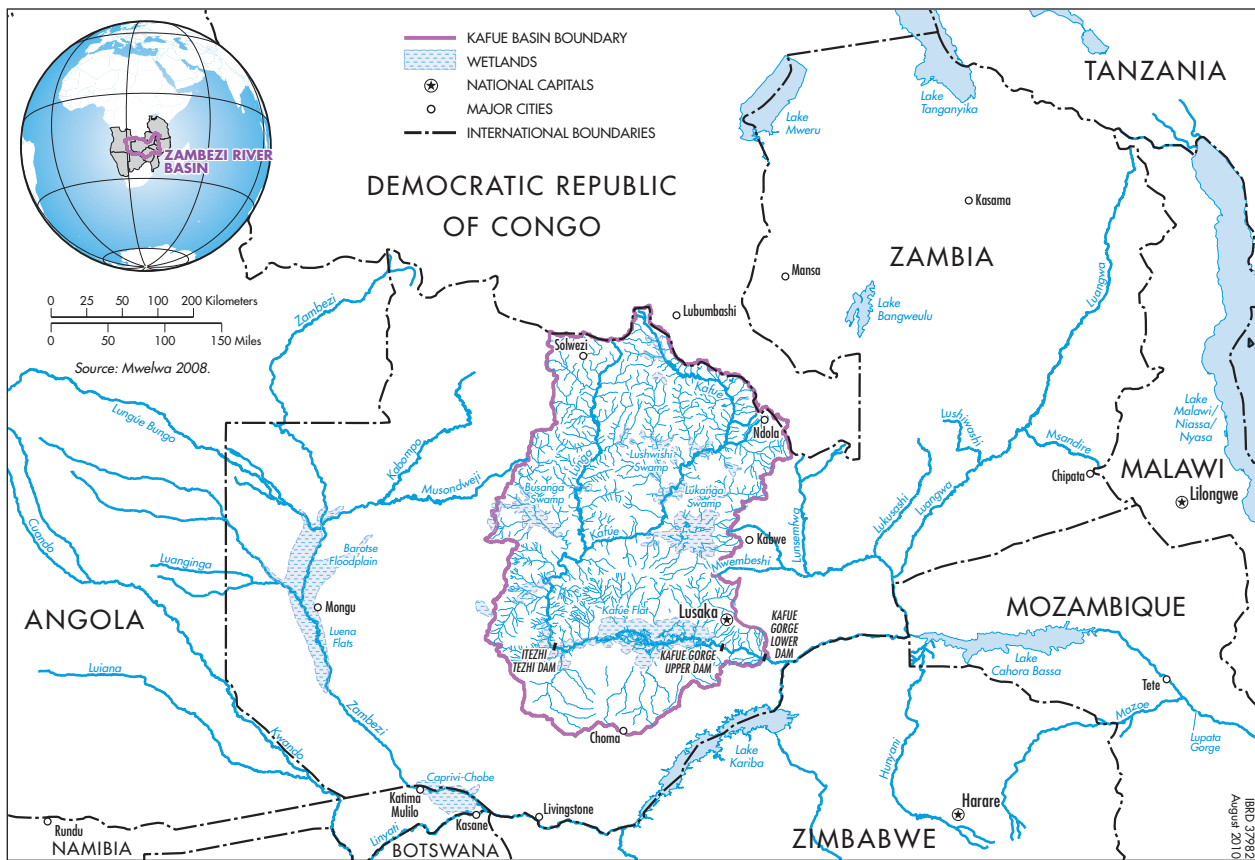 KAFUE BASIN BOUNDARY
WETLANDS
NATIONAL CAPITALS
MAJOR CITIES
INTERNATIONAL BOUNDARIES
ZAMBEZI RIVER
BASIN
0 25 50 100 200 Kilometers
0 50 100 150 Miles
Source: Mwelwa 2008.
TANZANIA
Lake
Tanganyika
Lake
Mweru
DEMOCRATIC REPUBLIC
OF CONGO
Kasama
ZAMBIA
Mansa
Lake
Bangweulu
Luangwa
Zambezi
Lubumbashi
Solwezi
Kafue
Ndola
Lungúe Bungo
Kabompo
Musondweji
Lunga
Lushwishi
Swamp
Busanga
Swamp
Lukanga
Swamp
Kafue
Kabwe
Mwembeshi
Lunsemfwa
Lukusashi
Lushiwashi
Luangwa
Msandire
Chipata
MALAWI
Lilongwe
Lake
Malawi/
Niassa/
Nyasa
Cuando
Luanginga
Barotse
Floodplain
Mongu
Luena
Flats
ANGOLA
Luiana
Kafue Flat
Lusaka
ITEZHI
TEZHI DAM
KAFUE GORGE
UPPER DAM
KAFUE
GORGE
LOWER
DAM
MOZAMBIQUE
Lake
Cahora Bassa
Tete
Mazoe
Lupata
Gorge
Zambezi
Kwando
Choma
Lake
Kariba
Hunyani
Harare
ZIMBABWE
Caprivi-Chobe
Katima
Mulilo
Kasane
Livingstone
Linyati
Rundu
NAMIBIA
BOTSWANA
IBRD 37982
August 2010